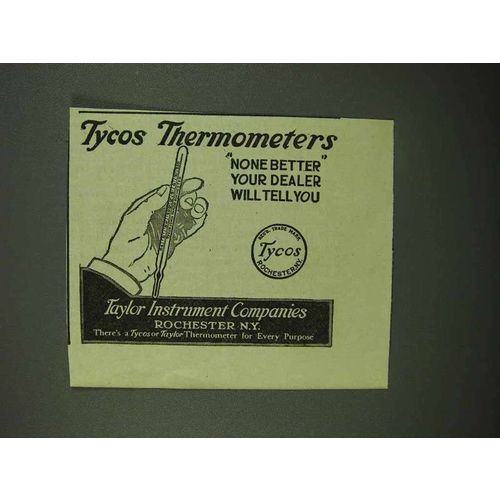 Tycos Thermometers
"NONE BETTER"
YOUR DEALER
WILL TELL YOU
REG'D. TRADE MARK
Tycos
ROCHESTER, N.Y.
Taylor Instrument Companies
ROCHESTER N.Y.
There's a Tycos or Taylor Thermometer for Every Purpose